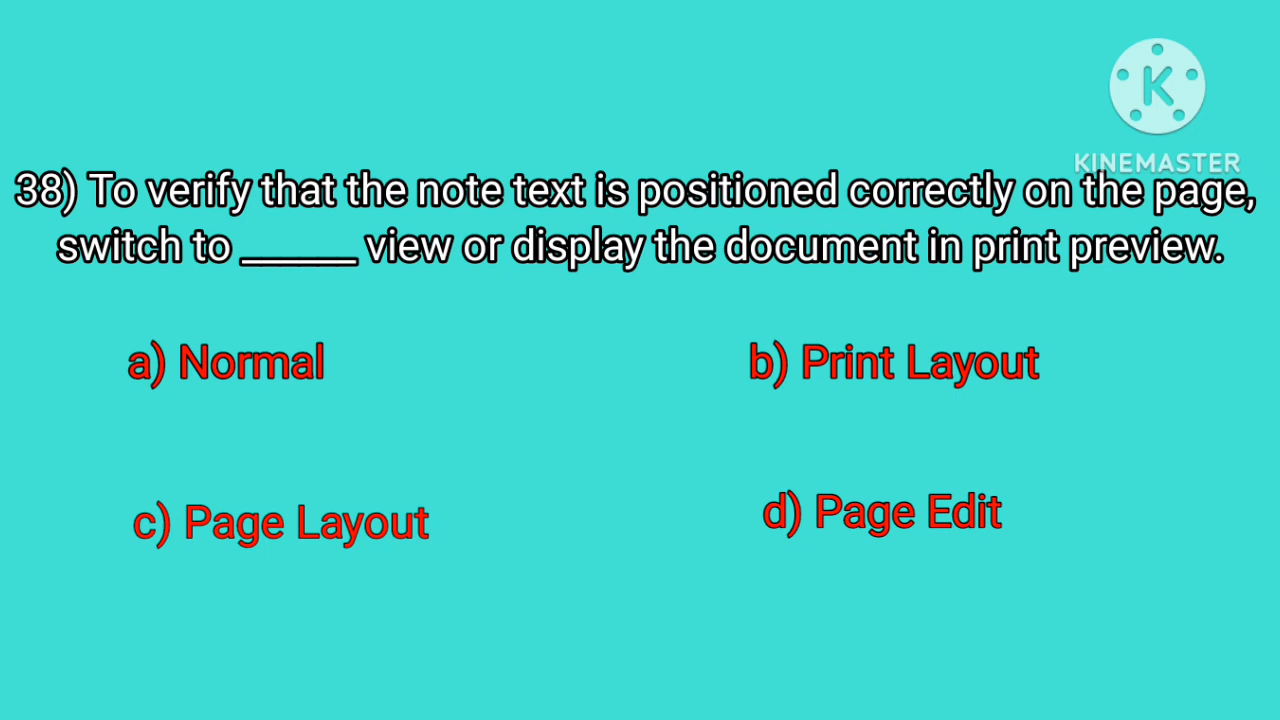 K
KINEMASTER
38) To verify that the note text is positioned correctly on the page,
switch to ______ view or display the document in print preview.
a) Normal
b) Print Layout
c) Page Layout
d) Page Edit